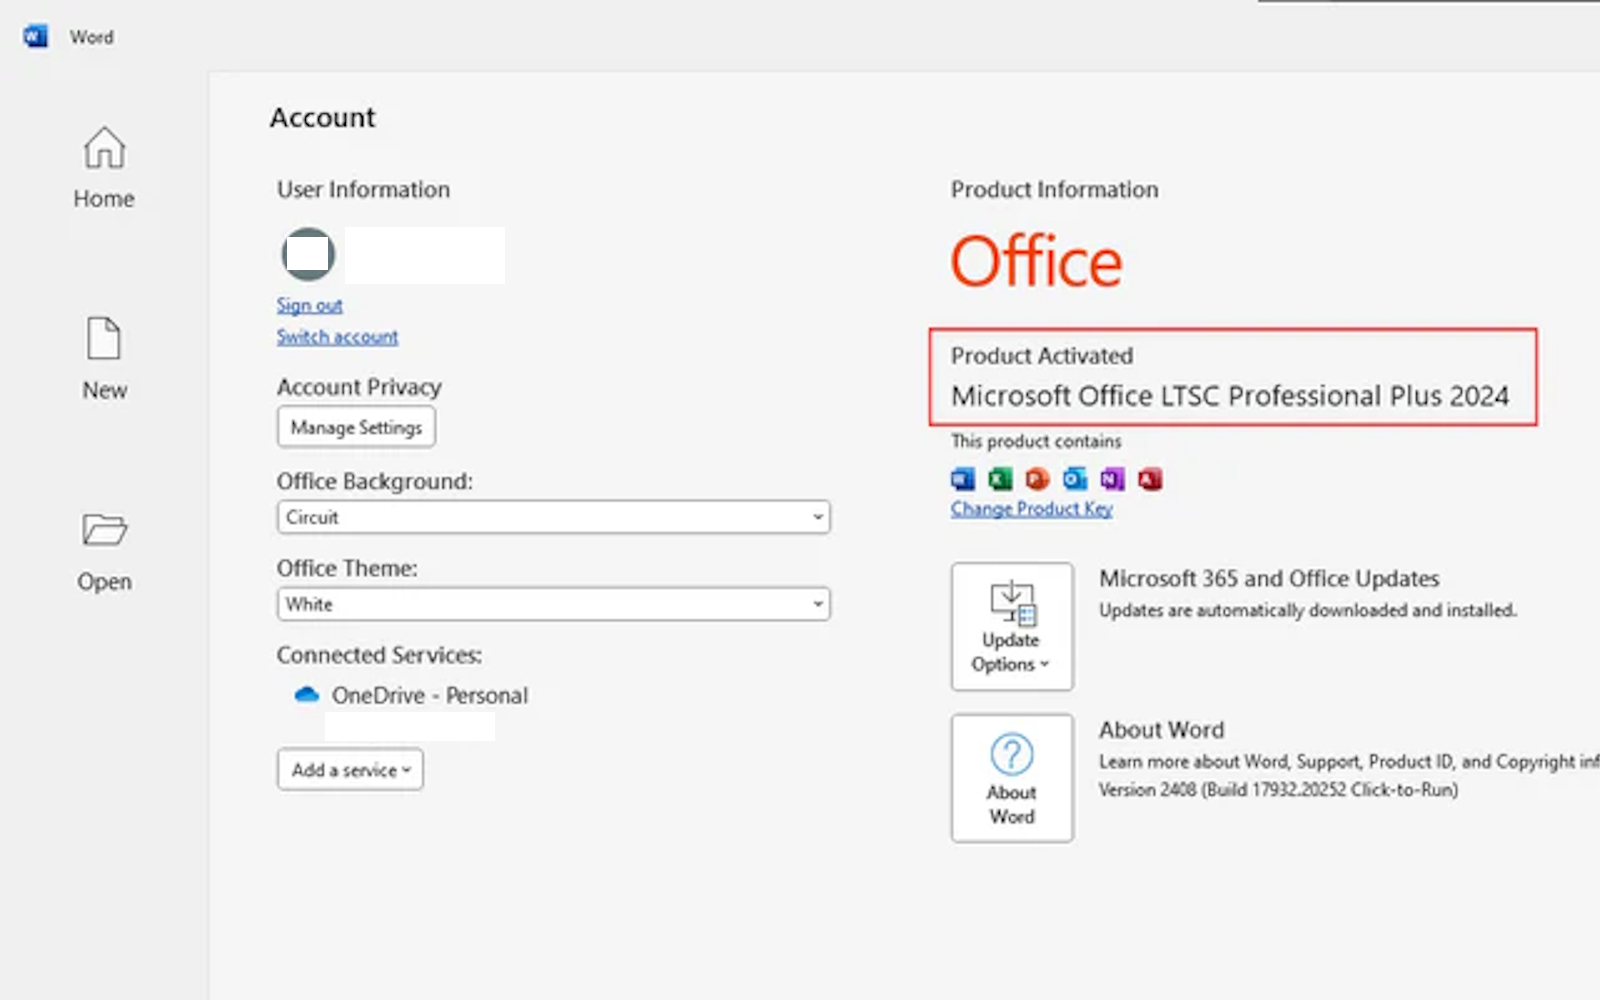 Word
Home
New
Open
Account
User Information
Sign out
Switch account
Account Privacy
Manage Settings
Office Background:
Circuit
Office Theme:
White
Connected Services:
OneDrive - Personal
Add a service
Product Information
Office
Product Activated
Microsoft Office LTSC Professional Plus 2024
This product contains
Change Product Key
Update
Options
Microsoft 365 and Office Updates
Updates are automatically downloaded and installed.
About
Word
About Word
Learn more about Word, Support, Product ID, and Copyright inf
Version 2408 (Build 17932.20252 Click-to-Run)